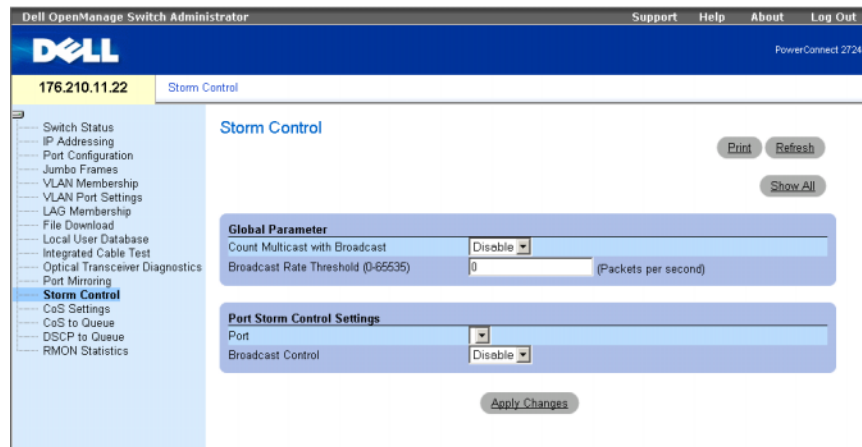 Dell OpenManage Switch Administrator
Support Help About Log Out
DELL
PowerConnect 2724
176.210.11.22
Storm Control
Switch Status
IP Addressing
Port Configuration
Jumbo Frames
VLAN Membership
VLAN Port Settings
LAG Membership
File Download
Local User Database
Integrated Cable Test
Optical Transceiver Diagnostics
Port Mirroring
Storm Control
CoS Settings
CoS to Queue
DSCP to Queue
RMON Statistics
Storm Control
Print Refresh
Show All
Global Parameter
Count Multicast with Broadcast Disable
Broadcast Rate Threshold (0-65535) 0 (Packets per second)
Port Storm Control Settings
Port
Broadcast Control Disable
Apply Changes